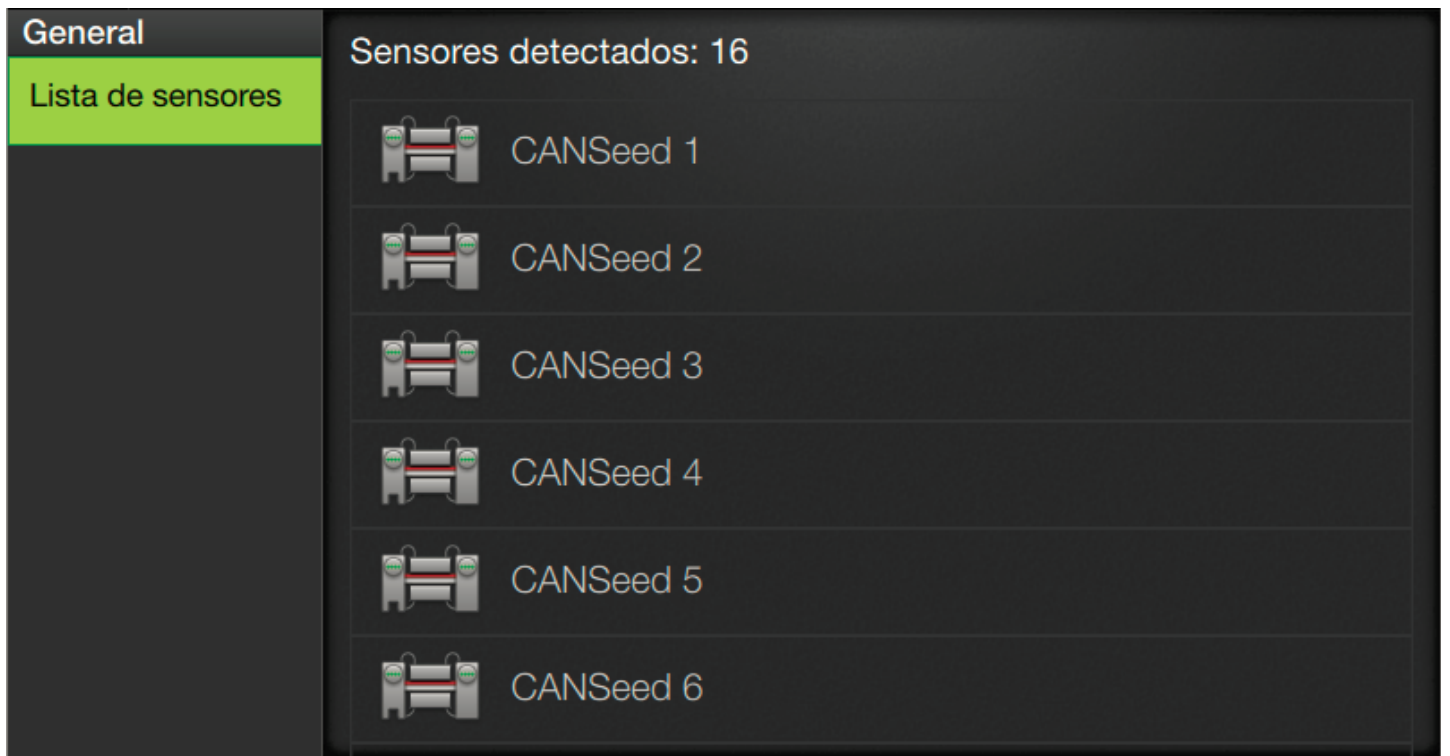 General
Lista de sensores
Sensores detectados: 16
CANSeed 1
CANSeed 2
CANSeed 3
CANSeed 4
CANSeed 5
CANSeed 6